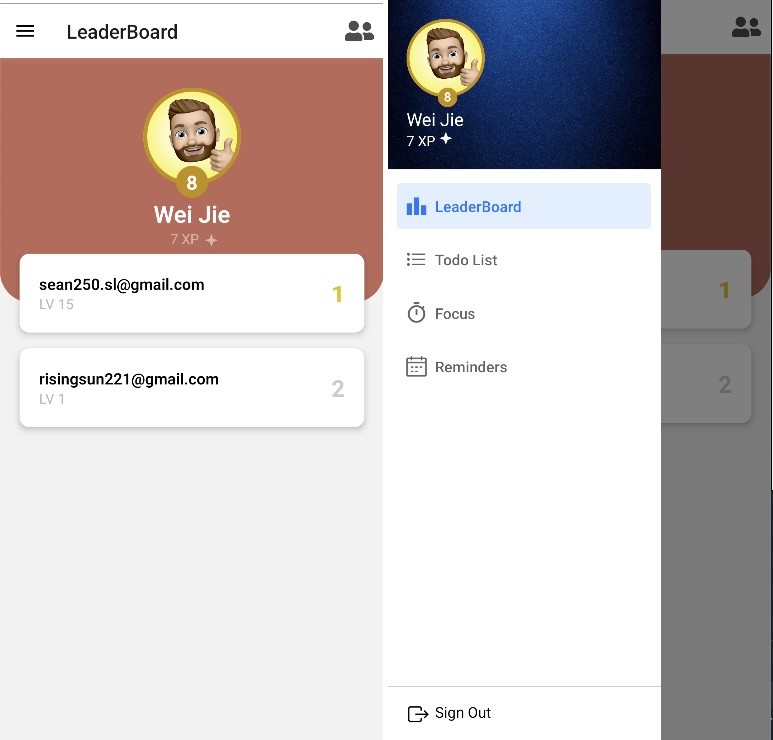 LeaderBoard
8
Wei Jie
7 XP
sean250.sl@gmail.com
LV 15
1
risingsun221@gmail.com
LV 1
2
8
Wei Jie
7 XP
LeaderBoard
Todo List
Focus
Reminders
Sign Out
1
2